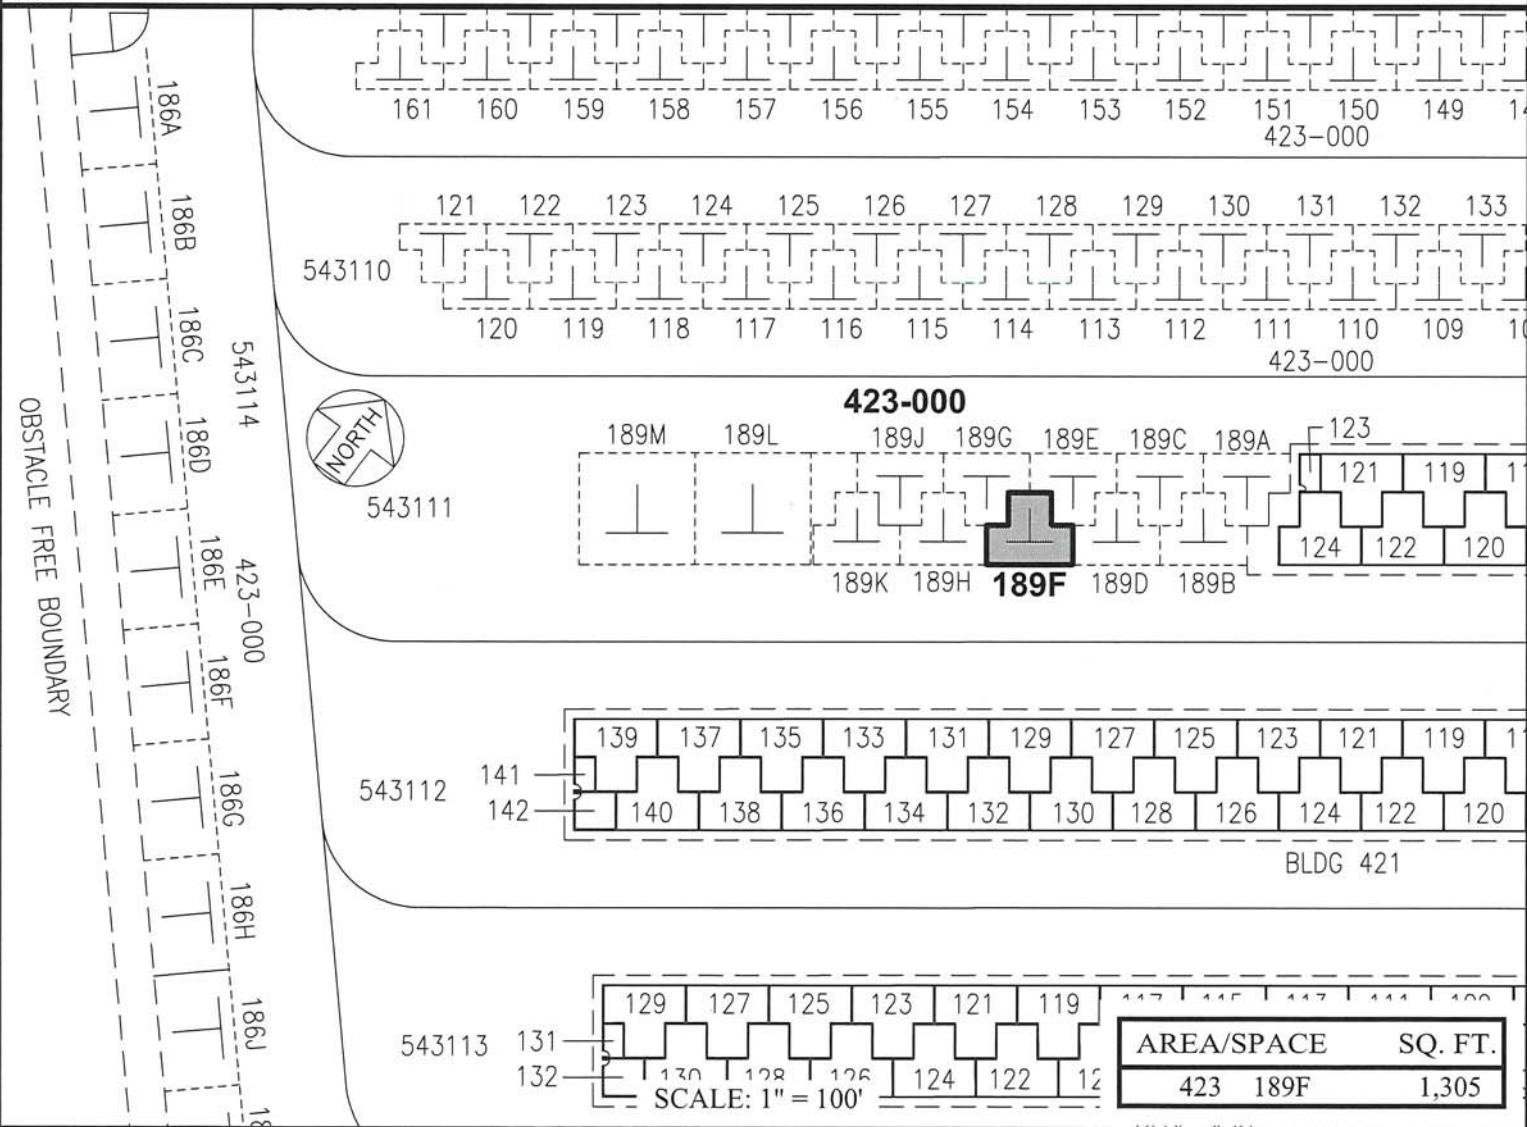 161 160 159 158 157 156 155 154 153 152 151 150 149
423-000
121 122 123 124 125 126 127 128 129 130 131 132 133
543110
120 119 118 117 116 115 114 113 112 111 110 109
423-000
423-000
189M 189L 189J 189G 189E 189C 189A 123
121 119
NORTH
543111
124 122 120
189K 189H 189F 189D 189B
186A
186B
186C
186D
186E
186F
186G
186H
186J
543114
423-000
OBSTACLE FREE BOUNDARY
139 137 135 133 131 129 127 125 123 121 119
141
543112
142 140 138 136 134 132 130 128 126 124 122 120
BLDG 421
129 127 125 123 121 119
543113 131
132 130 128 126 124 122
SCALE: 1" = 100'
AREA/SPACE SQ. FT.
423 189F 1,305